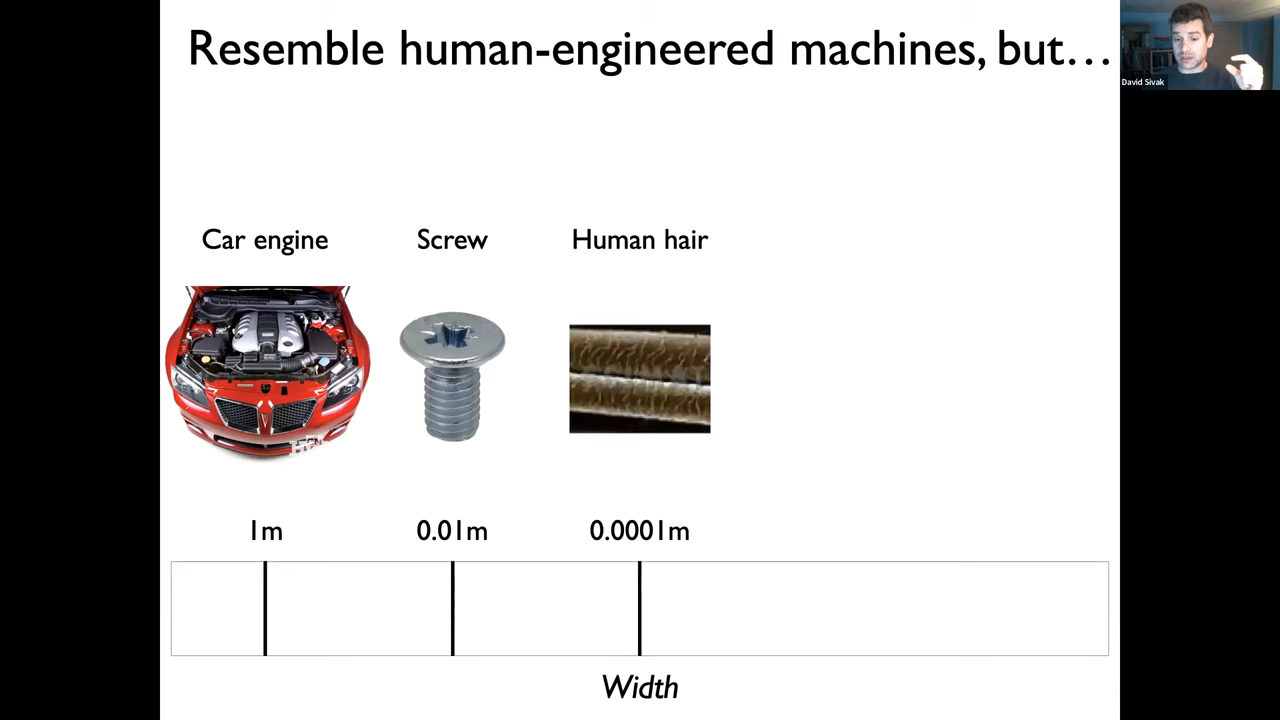 Resemble human-engineered machines, but…
David Sivak
Car engine
Screw
Human hair
1m
0.01m
0.0001m
Width